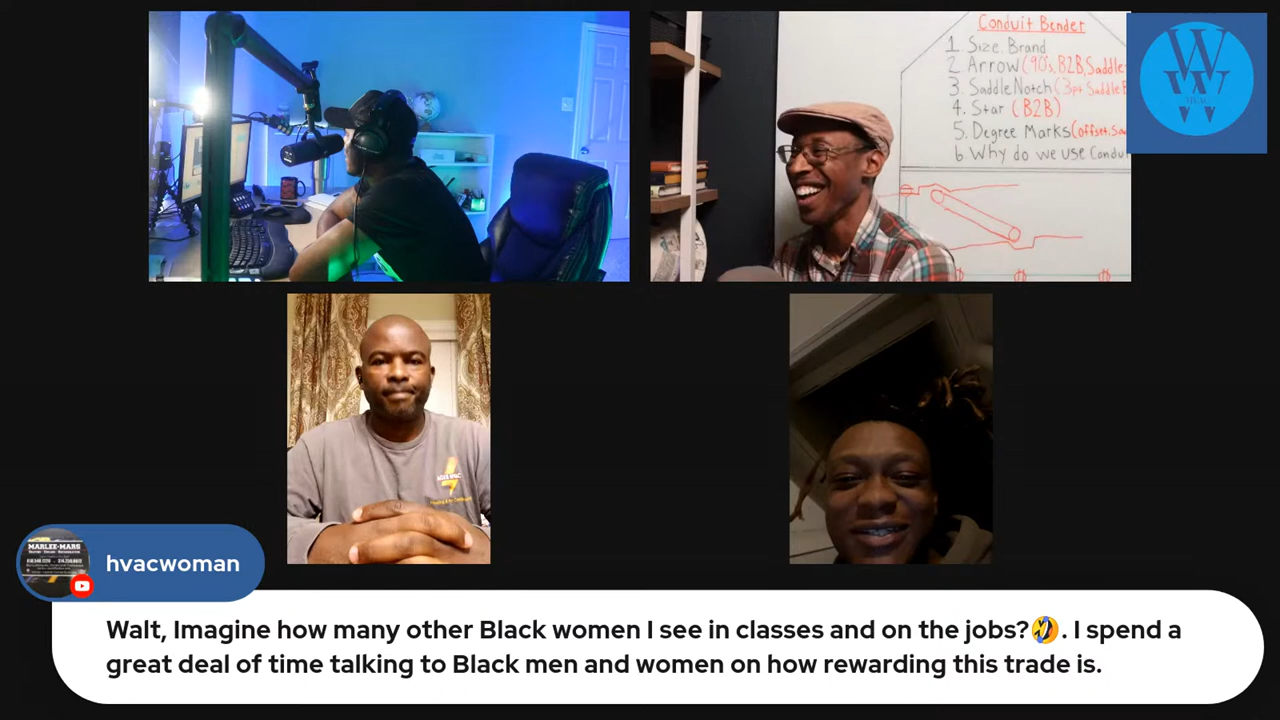 Conduit Bender
1. Size, Brand
2. Arrow (90's, B2B, Saddle
3. Saddle Notch (3pt Saddle B
4. Star (B2B)
5. Degree Marks (offset, Sa
6. Why do we use Condu
W
W
HVAC
MARLEE-MARS
hvacwoman
Walt, Imagine how many other Black women I see in classes and on the jobs?🤣. I spend a
great deal of time talking to Black men and women on how rewarding this trade is.